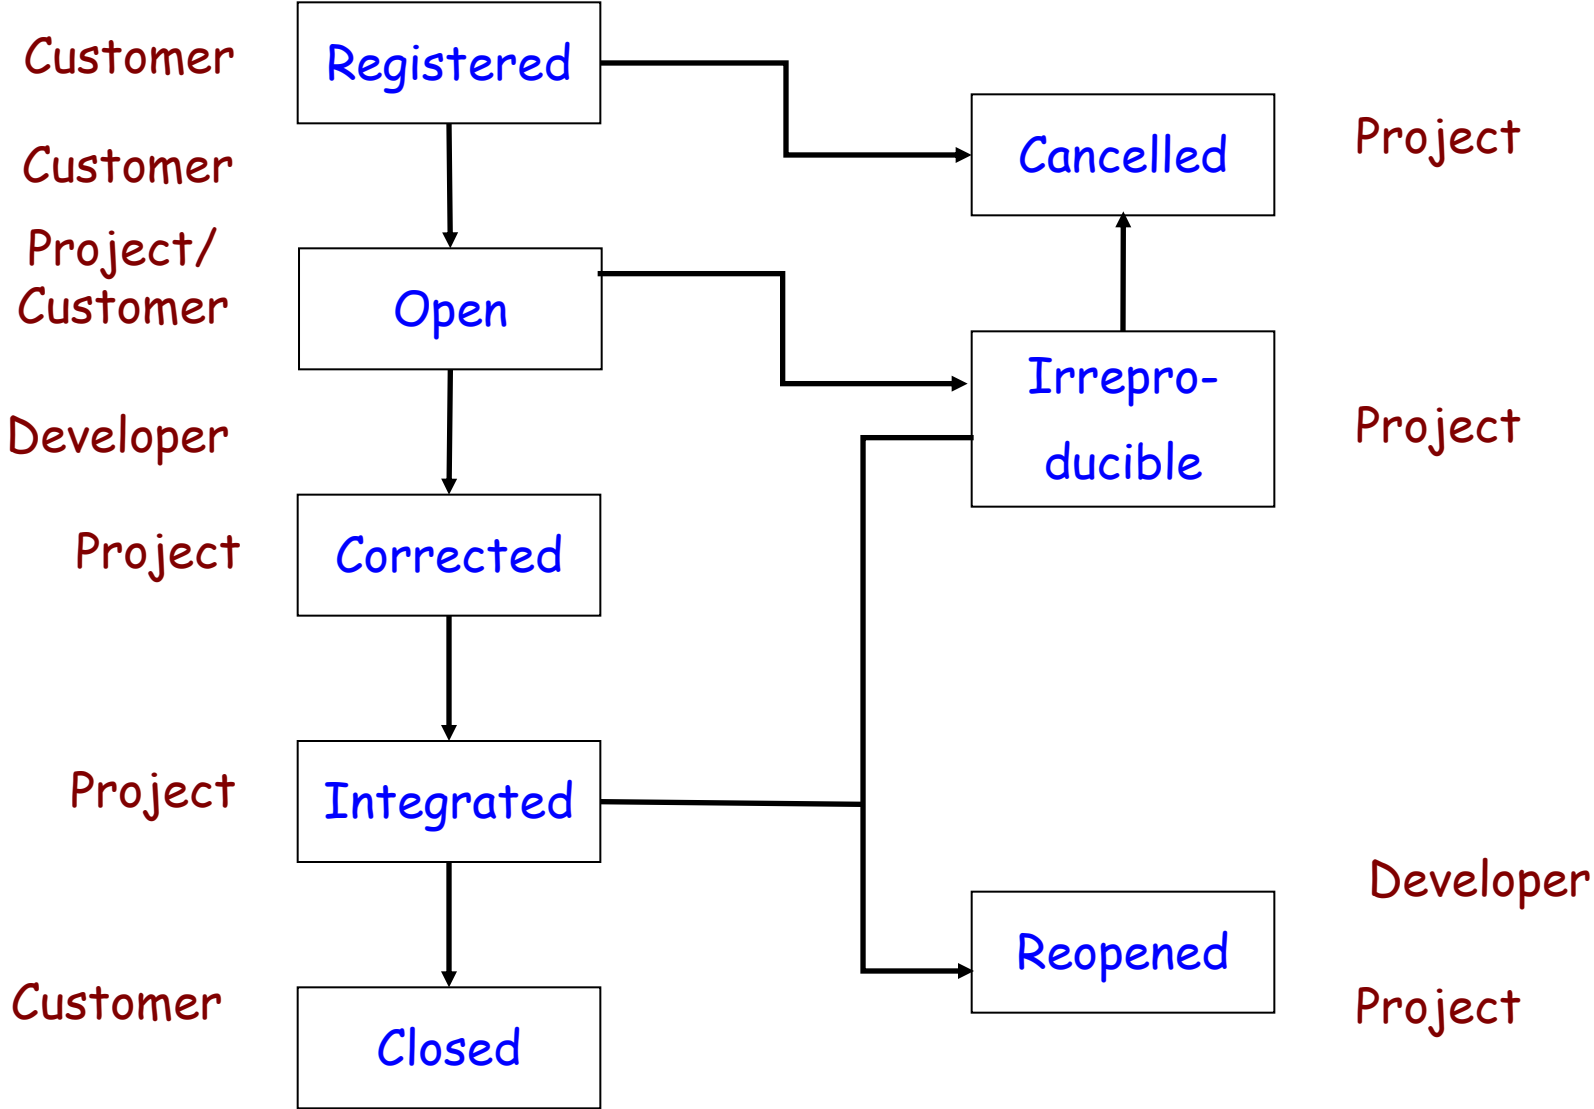 Customer
Registered
Cancelled
Project
Customer
Project/
Customer
Open
Irrepro-
ducible
Project
Developer
Project
Corrected
Project
Integrated
Developer
Reopened
Project
Customer
Closed